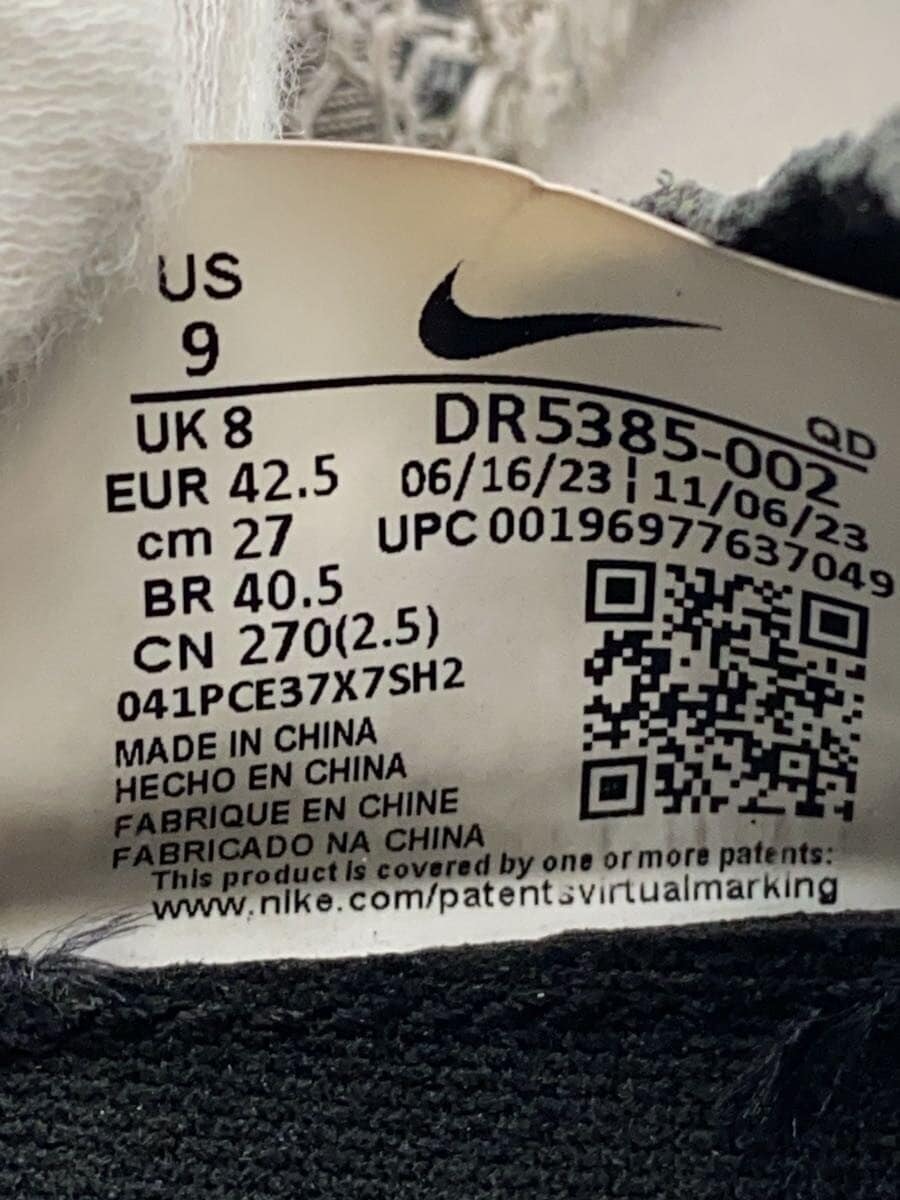 US
9
UK 8
EUR 42.5
cm 27
BR 40.5
CN 270(2.5)
041PCE37X7SH2
MADE IN CHINA
HECHO EN CHINA
FABRIQUE EN CHINE
FABRICADO NA CHINA
QD
DR5385-002
06/16/23 | 11/06/23
UPC 00196977637049
This product is covered by one or more patents:
www.nike.com/patentsvirtualmarking